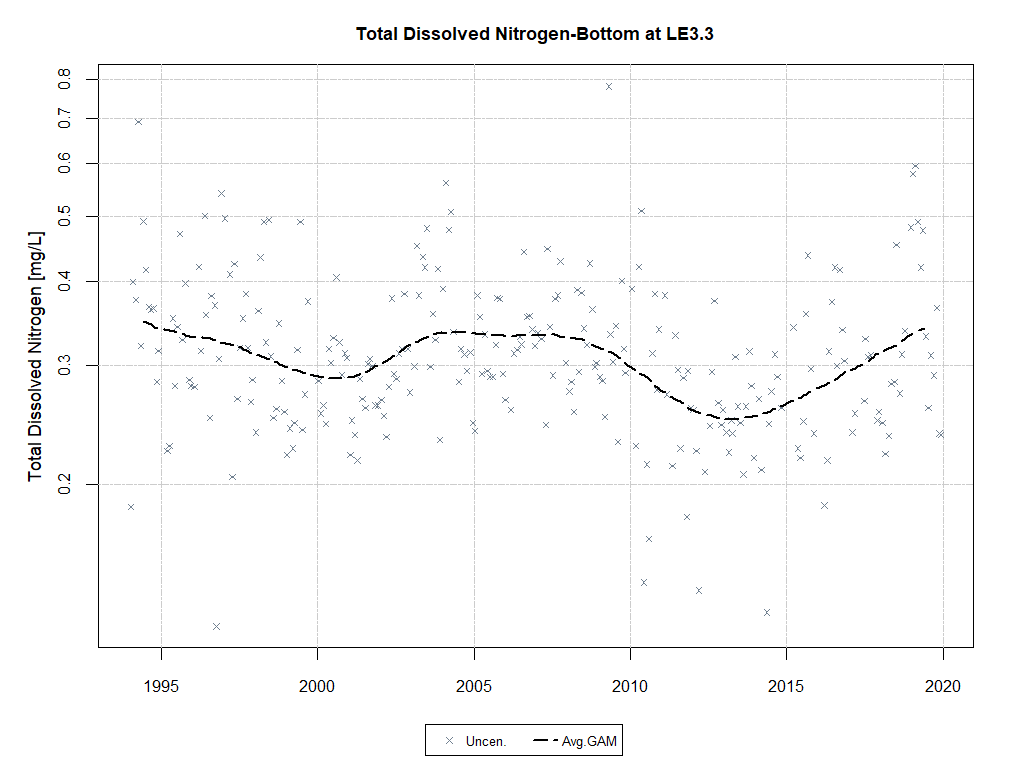 Total Dissolved Nitrogen-Bottom at LE3.3
Total Dissolved Nitrogen [mg/L]
0.8
0.7
0.6
0.5
0.4
0.3
0.2
1995 2000 2005 2010 2015 2020
Uncen. Avg.GAM